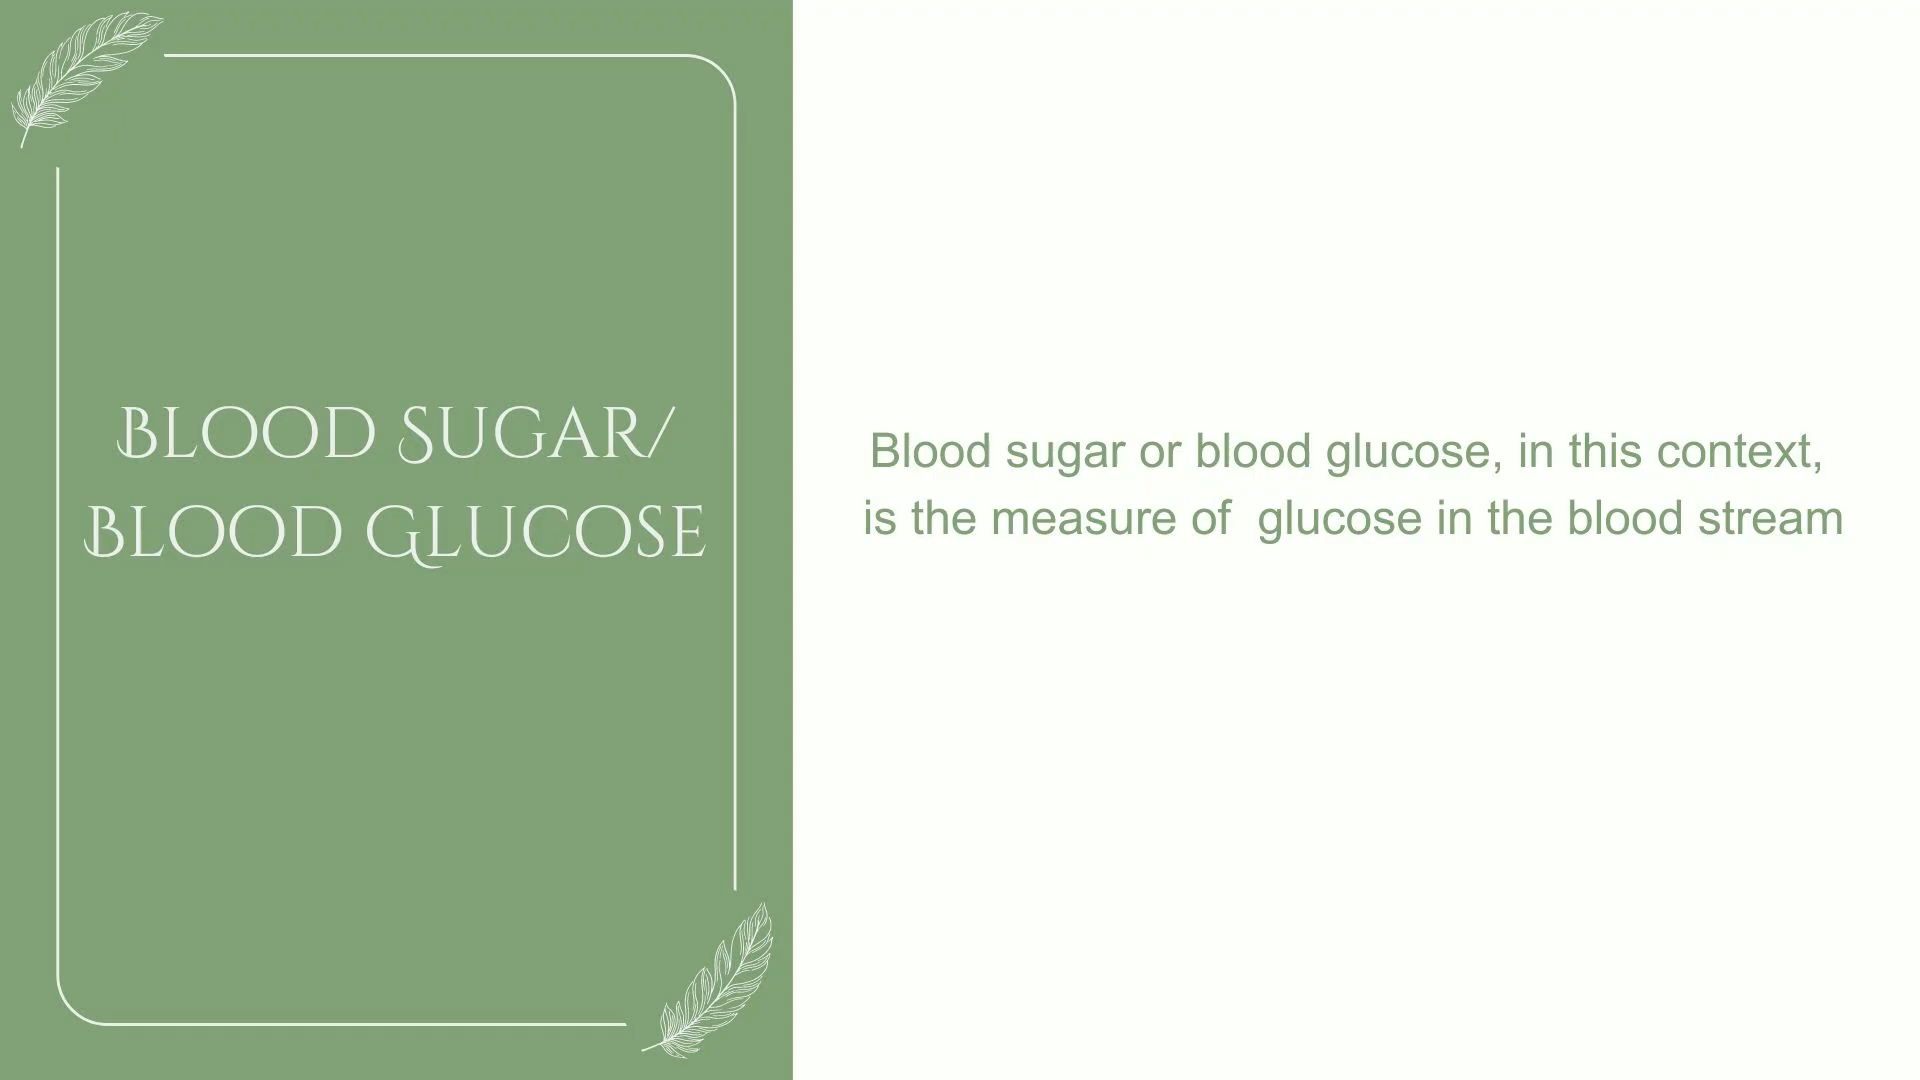 Blood Sugar/
Blood Glucose
Blood sugar or blood glucose, in this context,
is the measure of  glucose in the blood stream